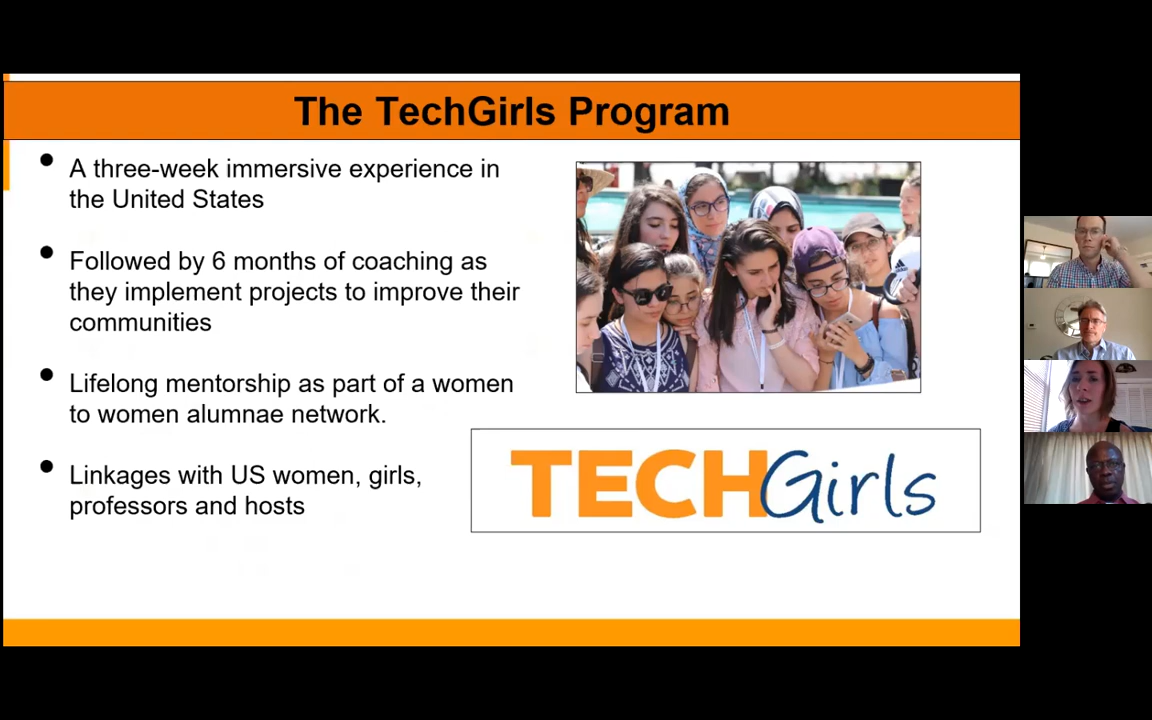 The TechGirls Program
A three-week immersive experience in
the United States
Followed by 6 months of coaching as
they implement projects to improve their
communities
Lifelong mentorship as part of a women
to women alumnae network.
Linkages with US women, girls,
professors and hosts
TECHGirls